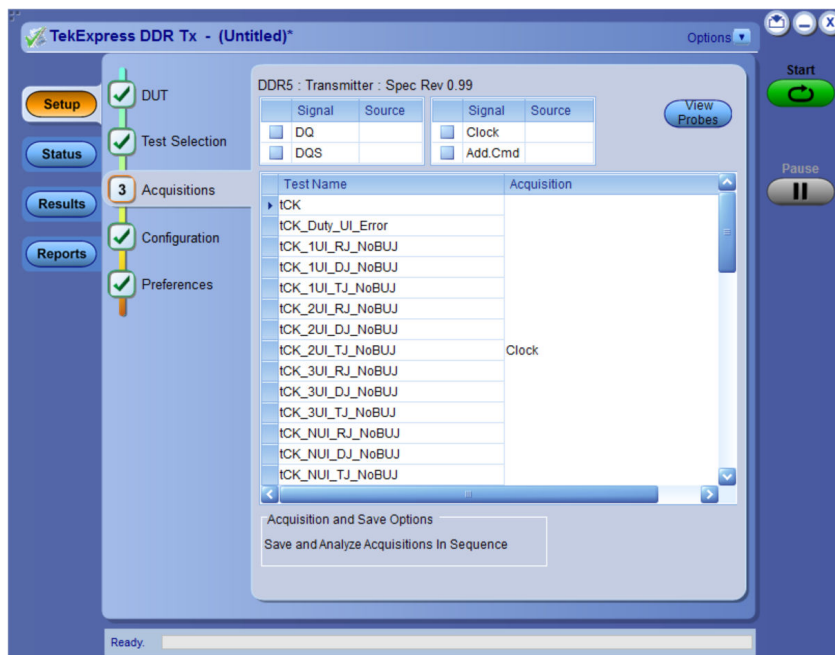 TekExpress DDR Tx - (Untitled)*
Options
Start
Pause
Setup
Status
Results
Reports
DUT
Test Selection
3 Acquisitions
Configuration
Preferences
DDR5 : Transmitter : Spec Rev 0.99
Signal Source
DQ
DQS
Signal Source
Clock
Add.Cmd
View
Probes
Test Name Acquisition
tCK
tCK_Duty_UI_Error
tCK_1UI_RJ_NoBUJ
tCK_1UI_DJ_NoBUJ
tCK_1UI_TJ_NoBUJ
tCK_2UI_RJ_NoBUJ
tCK_2UI_DJ_NoBUJ
tCK_2UI_TJ_NoBUJ Clock
tCK_3UI_RJ_NoBUJ
tCK_3UI_DJ_NoBUJ
tCK_3UI_TJ_NoBUJ
tCK_NUI_RJ_NoBUJ
tCK_NUI_DJ_NoBUJ
tCK_NUI_TJ_NoBUJ
Acquisition and Save Options
Save and Analyze Acquisitions In Sequence
Ready.